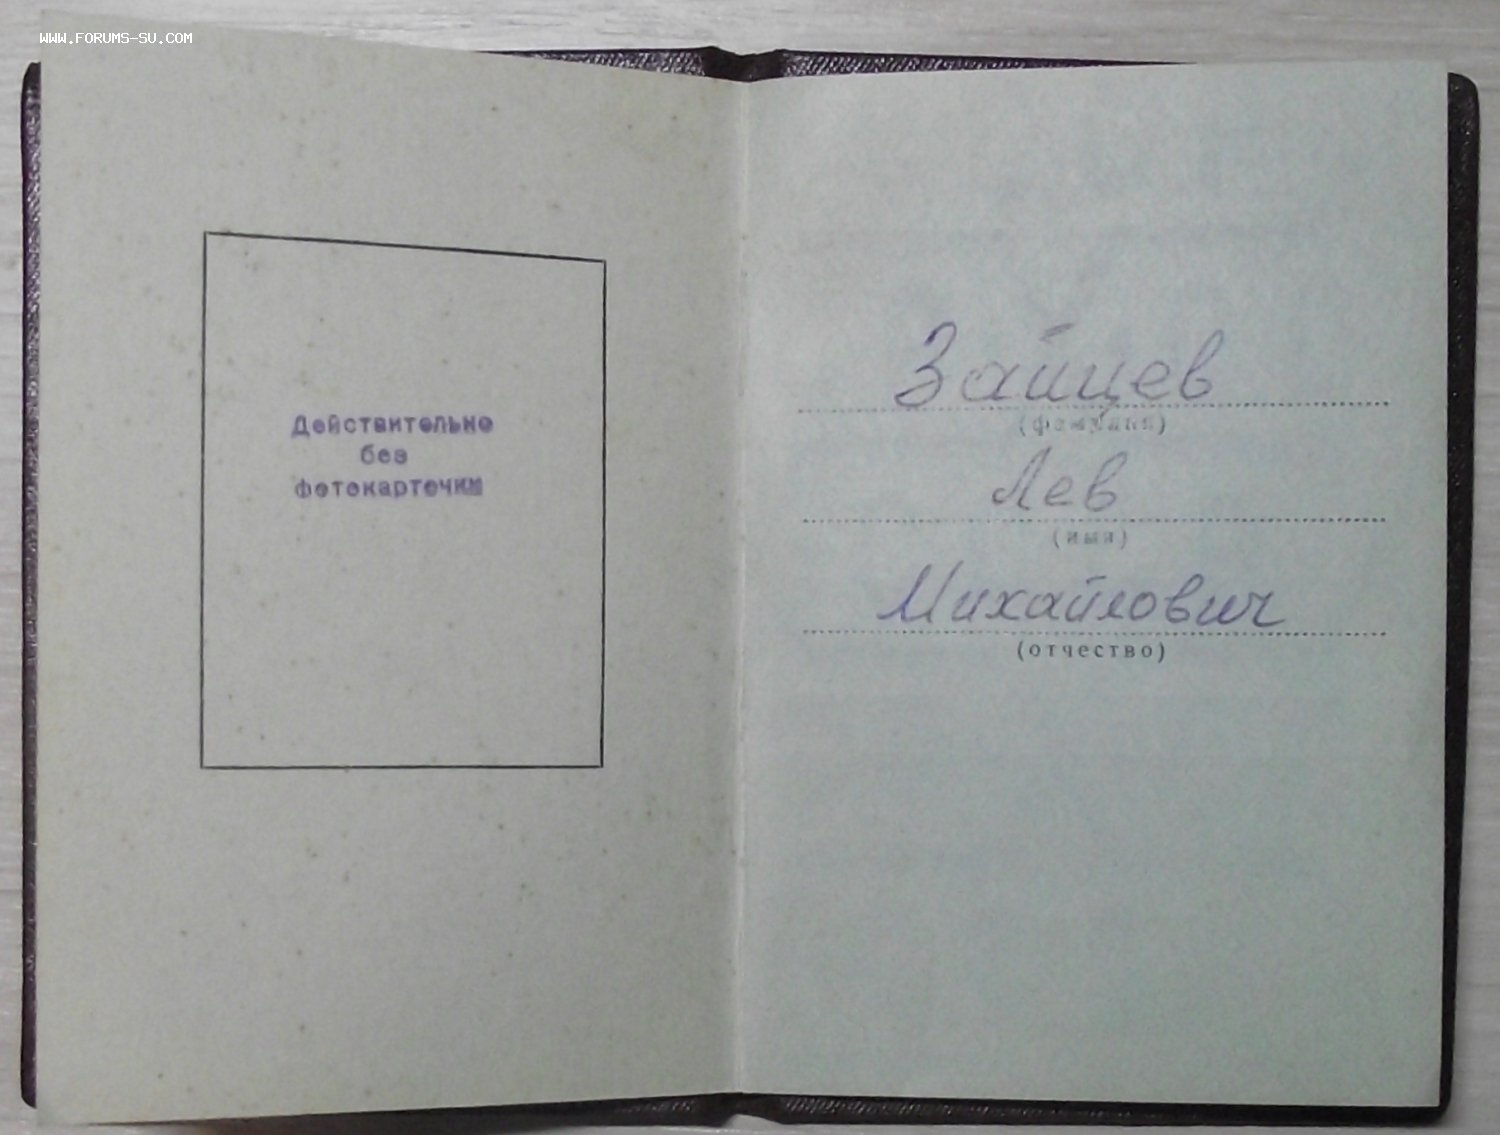 WWW.FORUMS-SU.COM
Действительно
без
фотокарточки
Зайцев
(фамилия)
Лев
(имя)
Михайлович
(отчество)